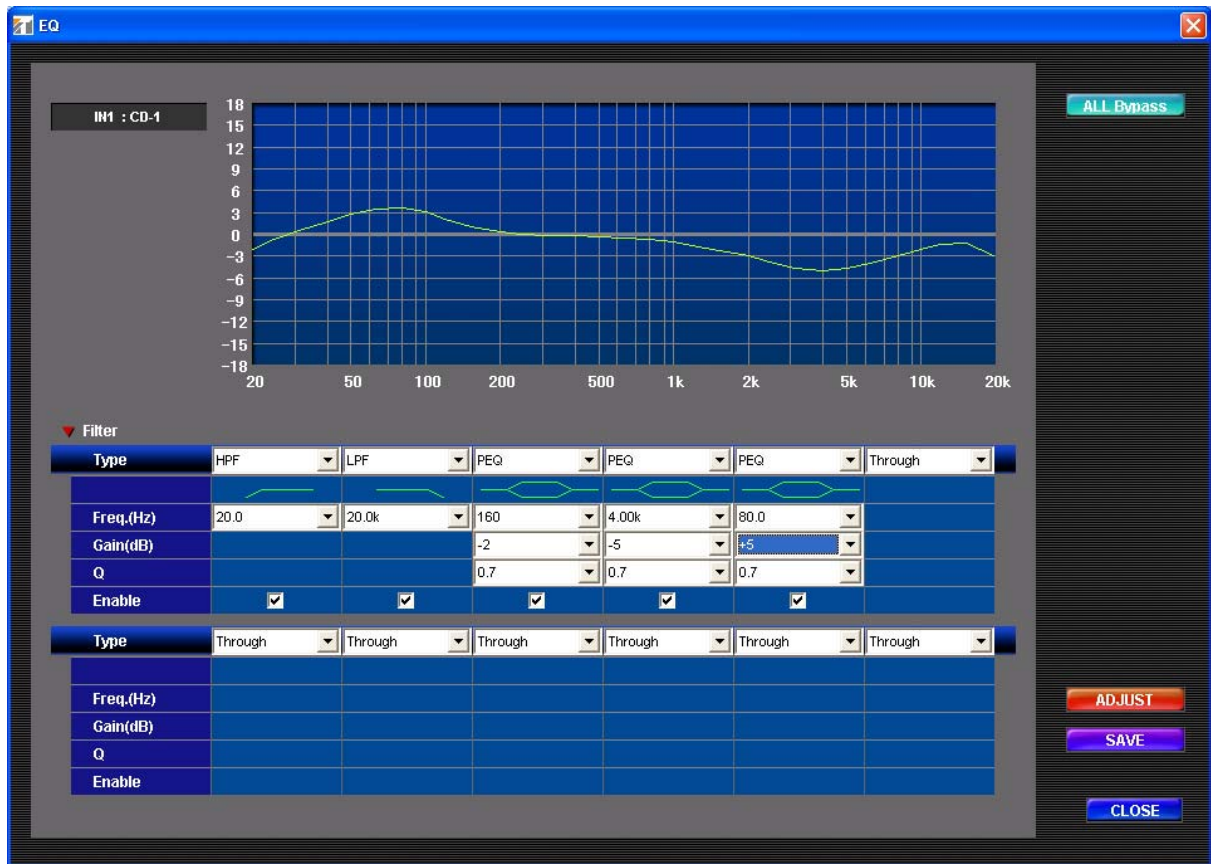 EQ
IN1 : CD-1
ALL Bypass
18
15
12
9
6
3
0
−3
−6
−9
−12
−15
−18
20 50 100 200 500 1k 2k 5k 10k 20k
Filter
Type HPF LPF PEQ PEQ PEQ Through
Freq.(Hz) 20.0 20.0k 160 4.00k 80.0
Gain(dB) -2 -5 +5
Q 0.7 0.7 0.7
Enable
Type Through Through Through Through Through Through
Freq.(Hz)
Gain(dB)
Q
Enable
ADJUST
SAVE
CLOSE